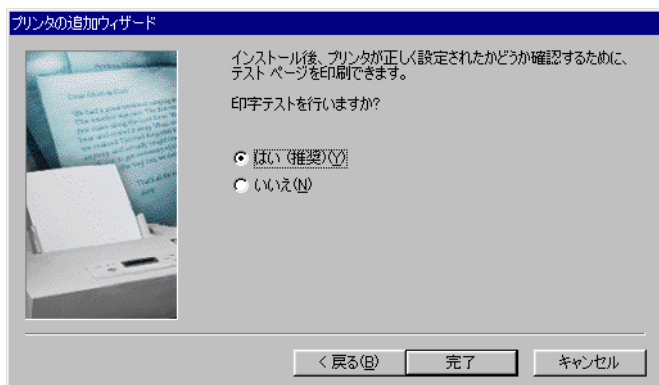 プリンタの追加ウィザード
インストール後、プリンタが正しく設定されたかどうか確認するために、
テスト ページを印刷できます。
印字テストを行いますか?
はい (推奨)(Y)
いいえ(N)
< 戻る(B)
完了
キャンセル